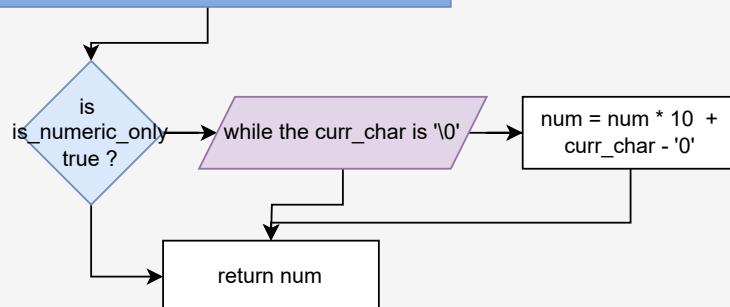 is
is_numeric_only
true ?
while the curr_char is '\0'
num = num * 10 +
curr_char - '0'
return num